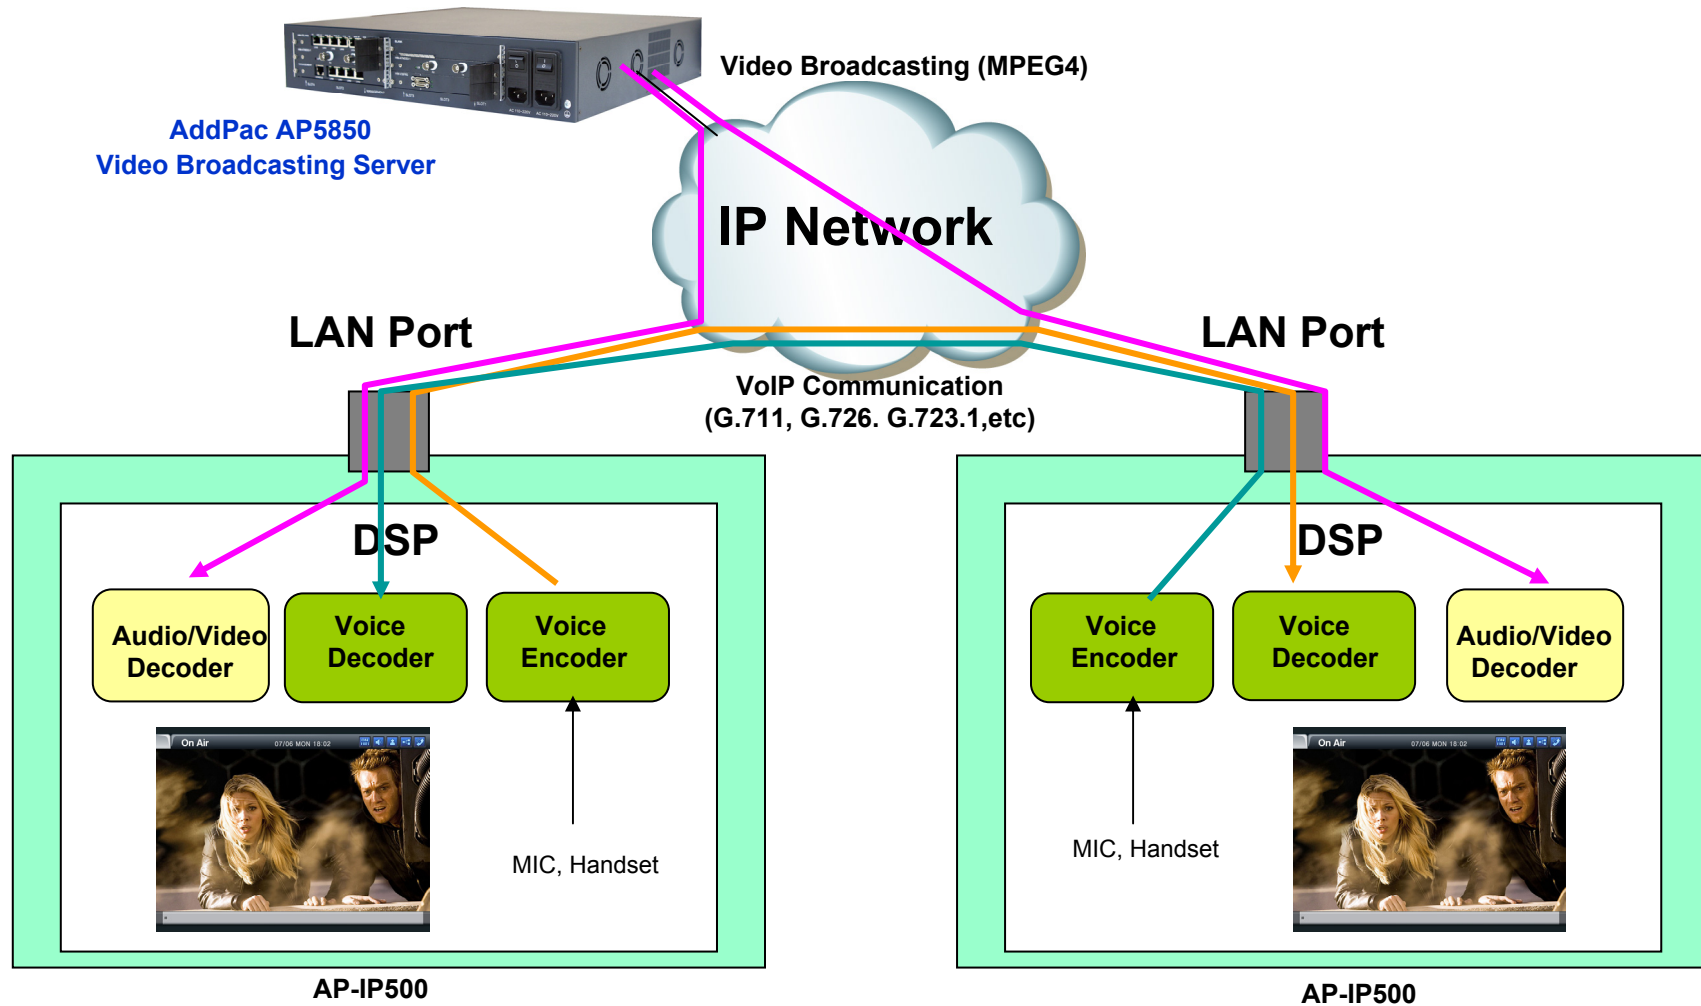 Video Broadcasting (MPEG4)
AddPac AP5850
Video Broadcasting Server
IP Network
LAN Port
LAN Port
VoIP Communication
(G.711, G.726. G.723.1,etc)
DSP
DSP
Audio/Video
Decoder
Voice
Decoder
Voice
Encoder
Voice
Encoder
Voice
Decoder
Audio/Video
Decoder
On Air
07/06 MON 18:02
On Air
07/06 MON 18:02
MIC, Handset
MIC, Handset
AP-IP500
AP-IP500